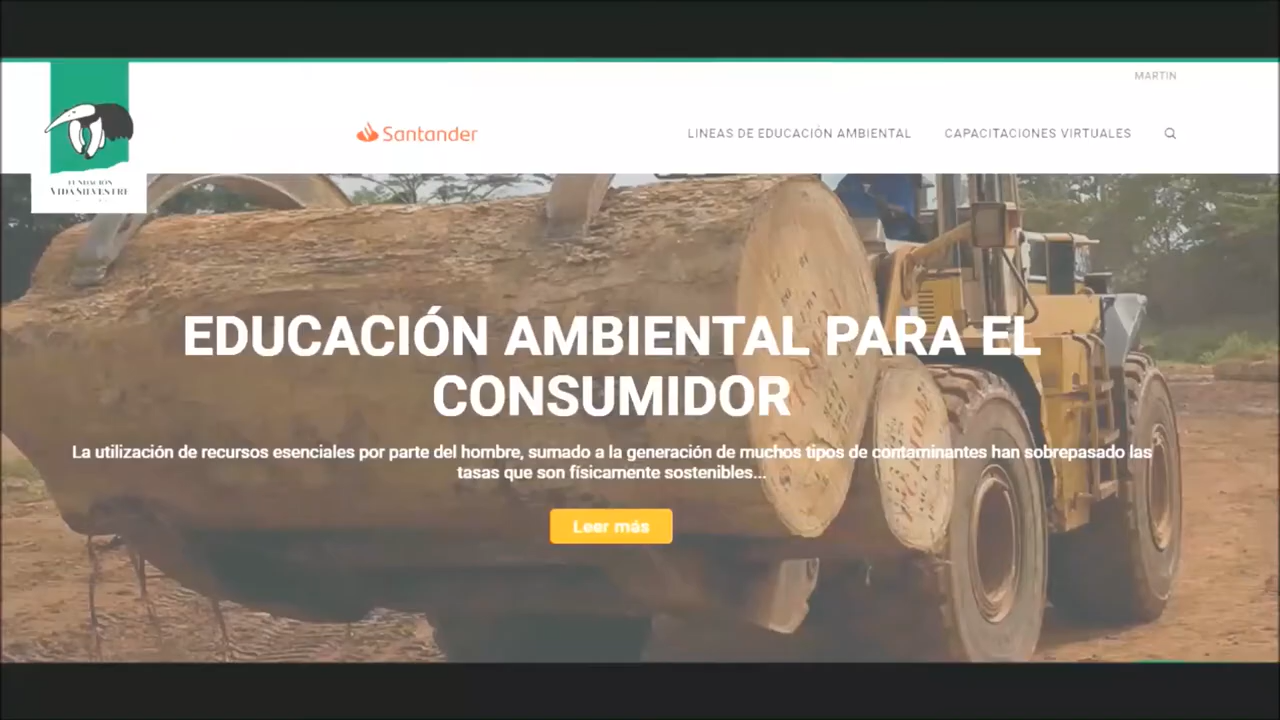 MARTIN
Santander
LINEAS DE EDUCACIÓN AMBIENTAL
CAPACITACIONES VIRTUALES
FUNDACIÓN
VIDA SILVESTRE
EDUCACIÓN AMBIENTAL PARA EL
CONSUMIDOR
La utilización de recursos esenciales por parte del hombre, sumado a la generación de muchos tipos de contaminantes han sobrepasado las
tasas que son físicamente sostenibles...
Leer más